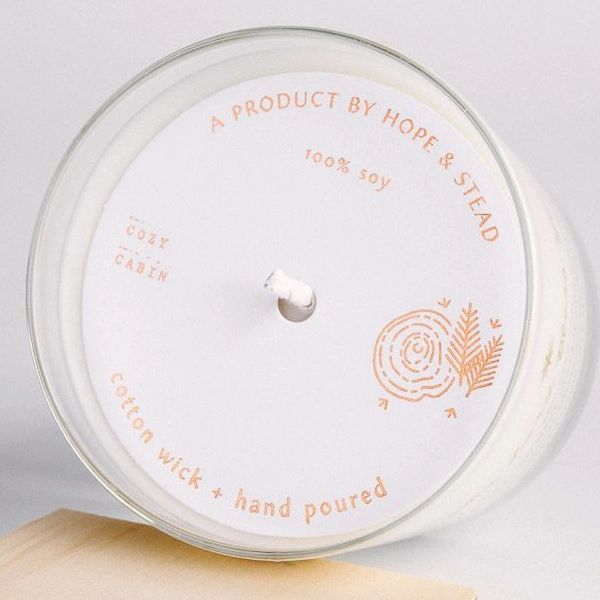 A PRODUCT BY HOPE & STEAD
100% soy
COZY
CABIN
cotton wick + hand poured